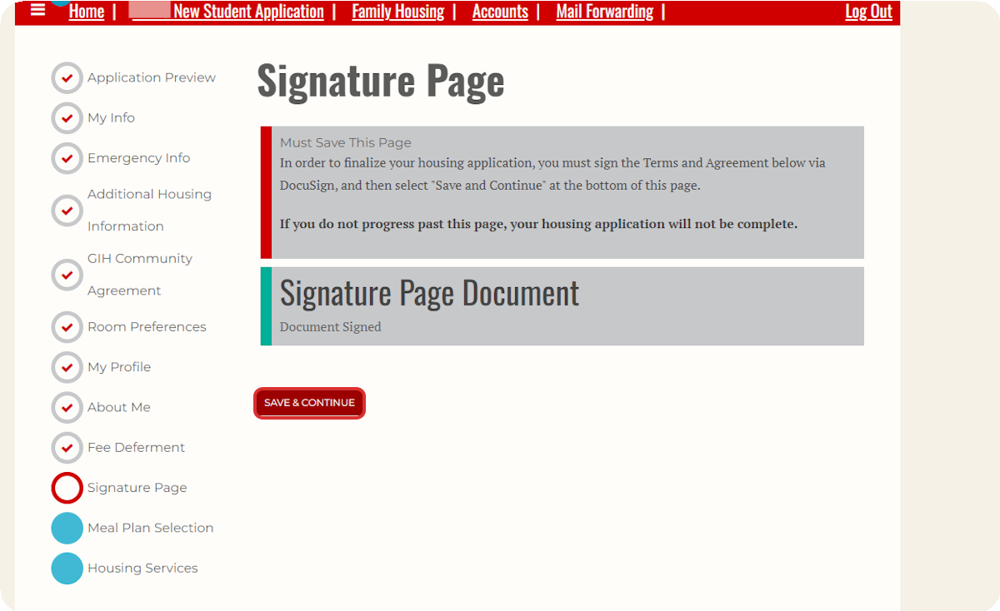 Home | New Student Application | Family Housing | Accounts | Mail Forwarding | Log Out
Application Preview
My Info
Emergency Info
Additional Housing
Information
GIH Community
Agreement
Room Preferences
My Profile
About Me
Fee Deferment
Signature Page
Meal Plan Selection
Housing Services
Signature Page
Must Save This Page
In order to finalize your housing application, you must sign the Terms and Agreement below via
DocuSign, and then select "Save and Continue" at the bottom of this page.
If you do not progress past this page, your housing application will not be complete.
Signature Page Document
Document Signed
SAVE & CONTINUE